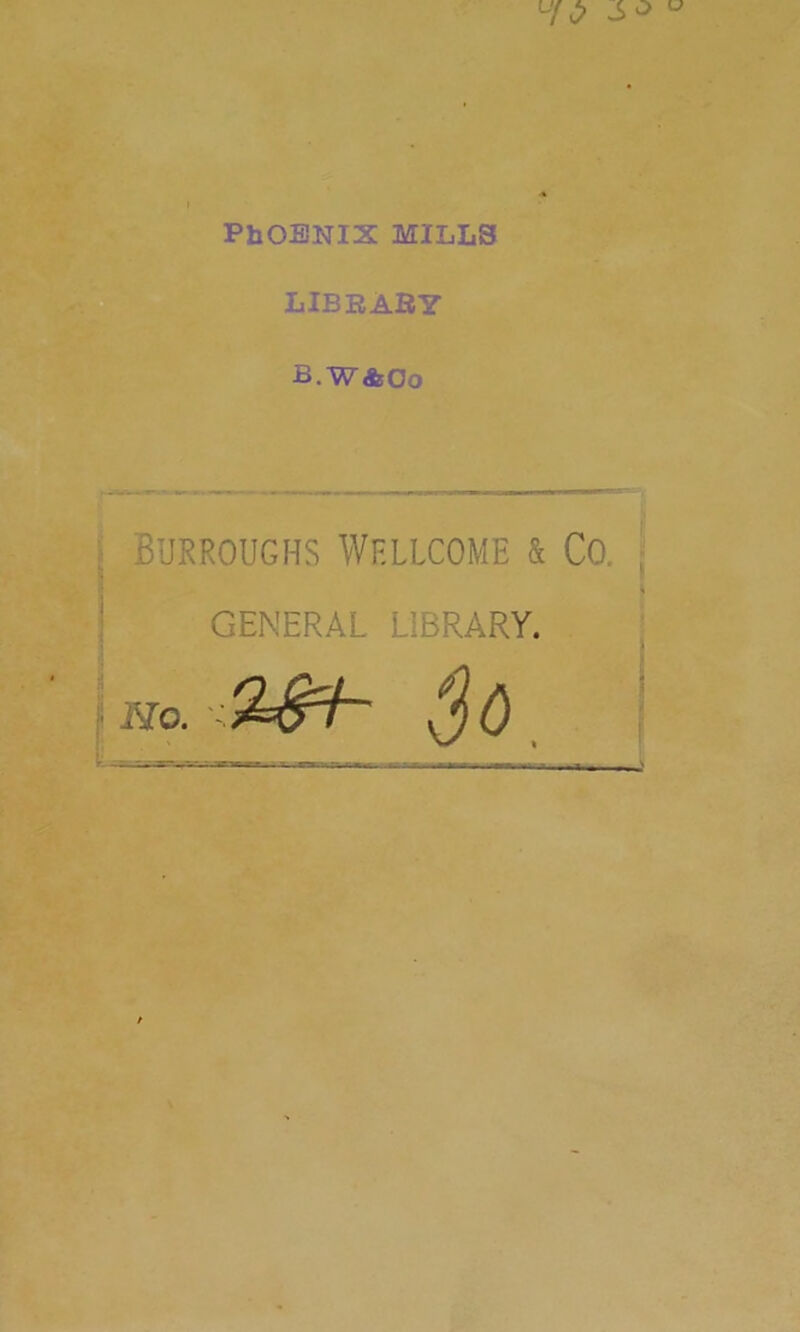 PhOENIX MILLS
LIBRARY
B.W&Co
BURROUGHS WELLCOME & CO.
GENERAL LIBRARY.
No. 30.